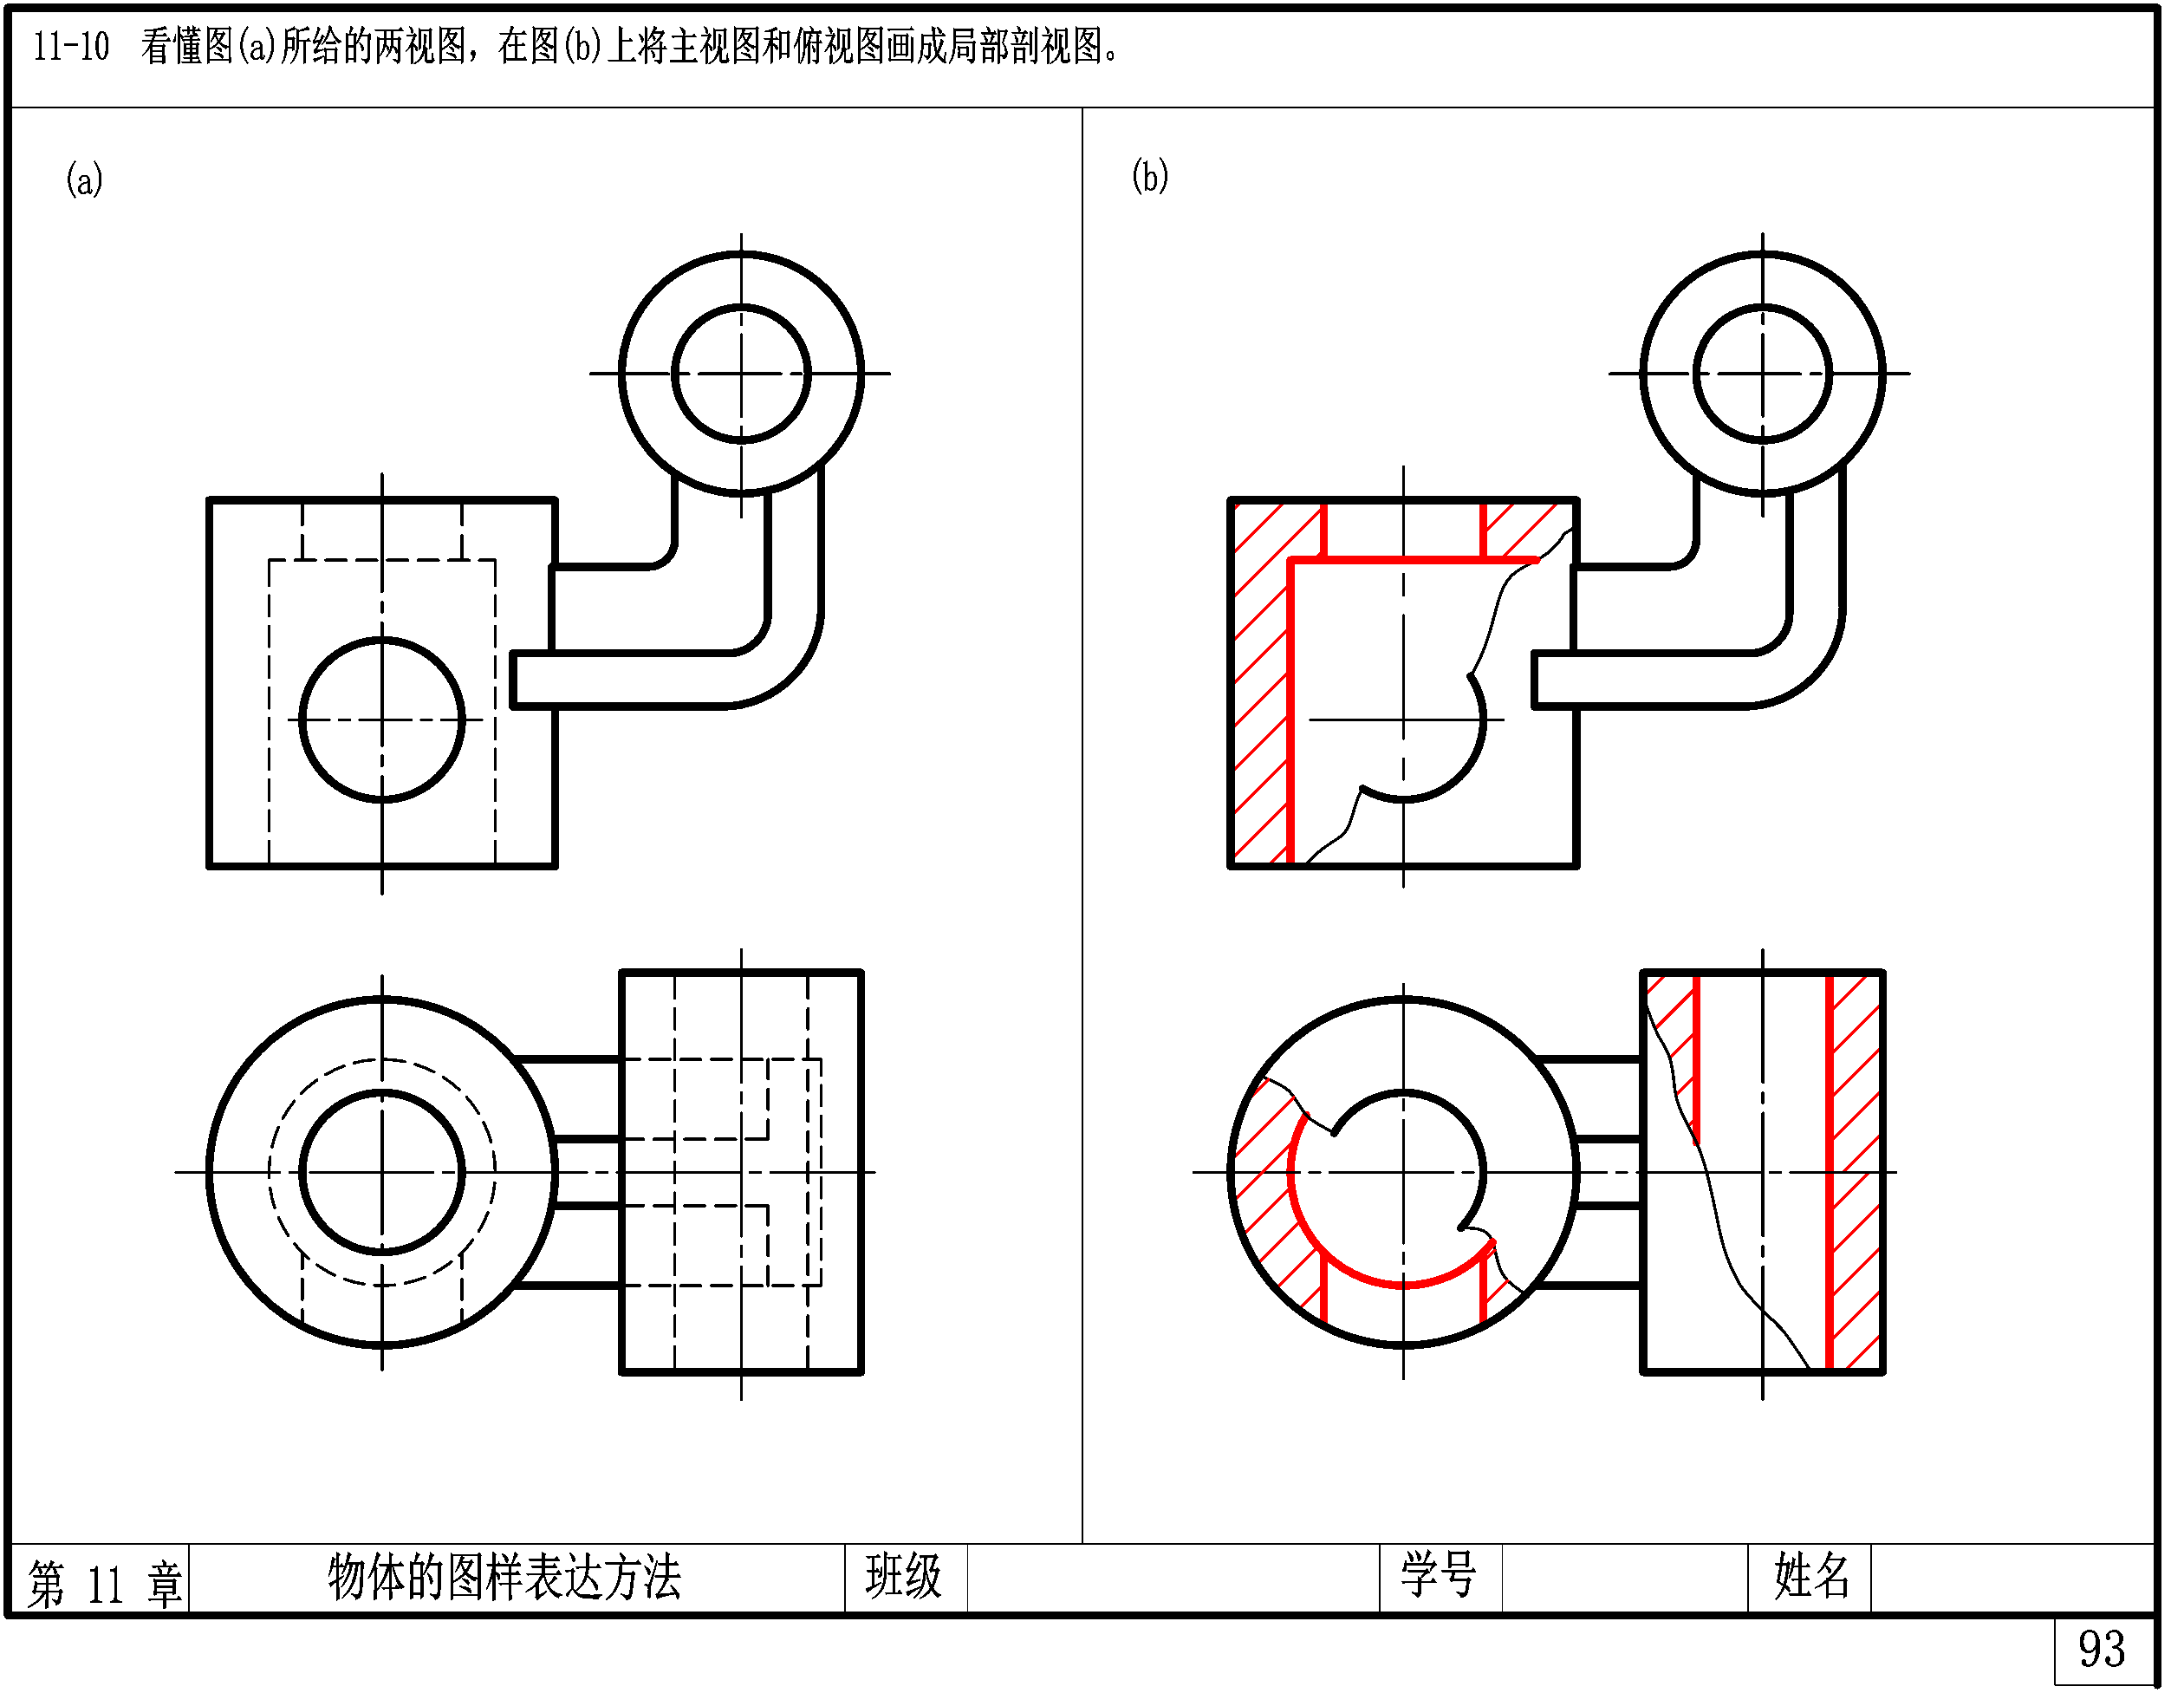 11-10 看懂图(a)所给的两视图，在图(b)上将主视图和俯视图画成局部剖视图。
(a)
(b)
第 11 章 物体的图样表达方法 班级 学号 姓名
93